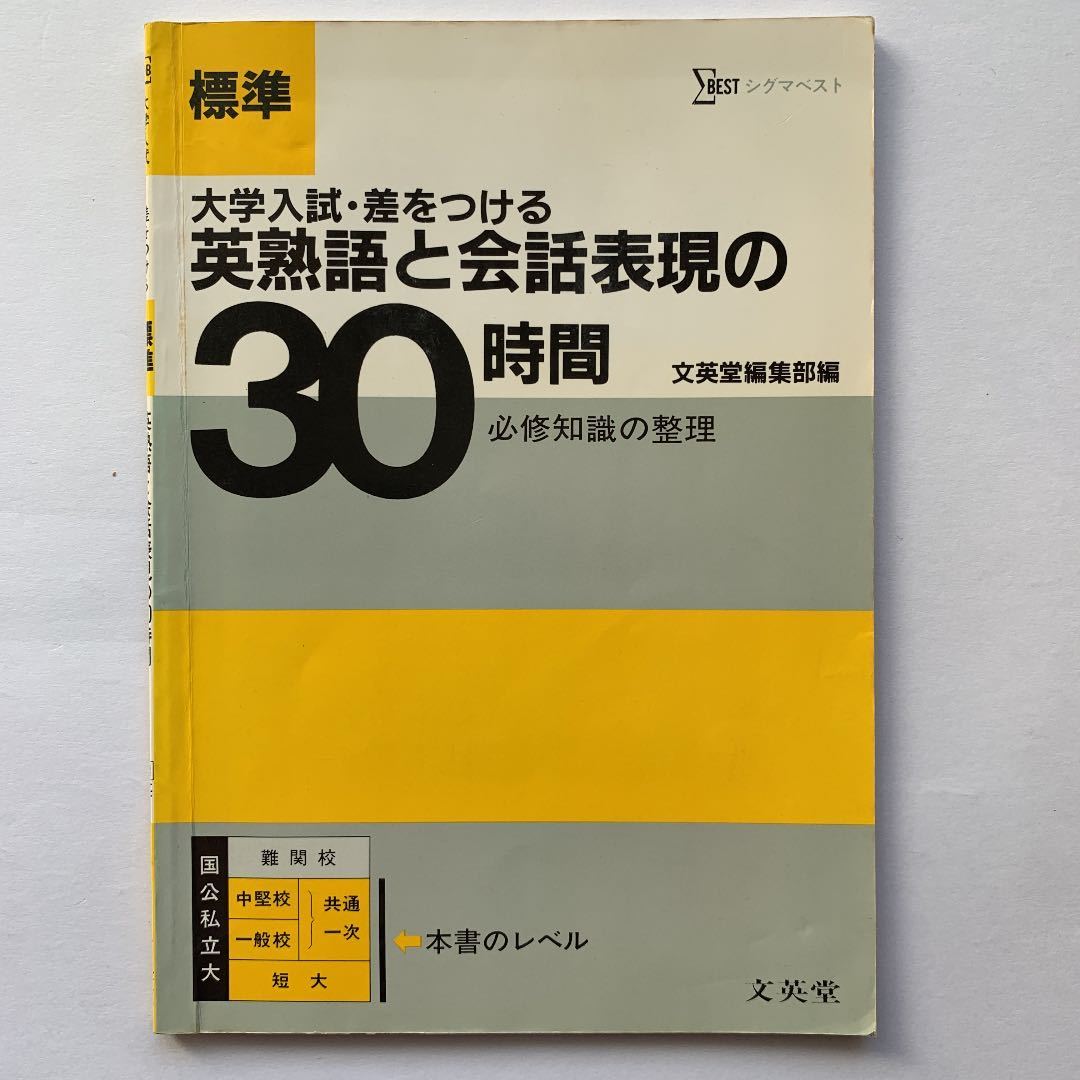 標準
ΣBEST シグマベスト
大学入試・差をつける
英熟語と会話表現の
30時間
文英堂編集部編
必修知識の整理
国公私立大
難関校
中堅校
一般校
共通
一次
短大
本書のレベル
文英堂